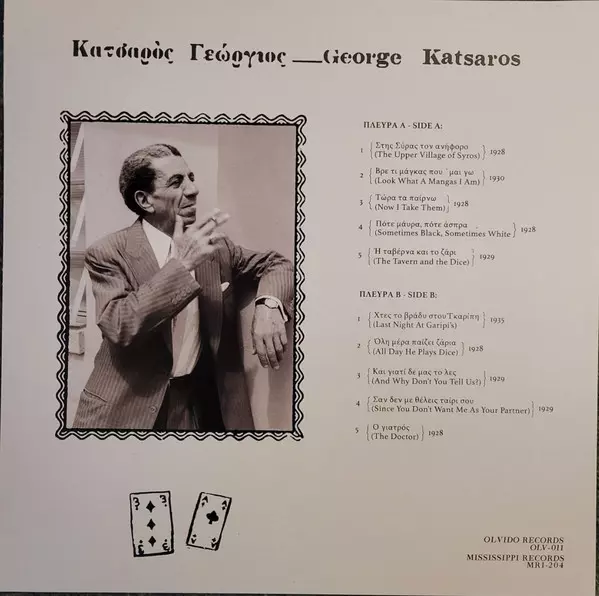 Κατσαρὸς Γεώργιος — George Katsaros
ΠΛΕΥΡΑ Α - SIDE A:
1 {Στης Σύρας τον ανήφορο
(The Upper Village of Syros)} 1928
2 {Βρε τι μάγκας που 'μαι γω
(Look What A Mangas I Am)} 1930
3 {Τώρα τα παίρνω
(Now I Take Them)} 1928
4 {Πότε μαύρα, πότε άσπρα
(Sometimes Black, Sometimes White} 1928
5 {Ή ταβέρνα και το ζάρι
(The Tavern and the Dice)} 1929
ΠΛΕΥΡΑ Β - SIDE B:
1 {Χτες το βράδυ στου Γκαρίπη
(Last Night At Garipi's)} 1935
2 {Όλη μέρα παίζει ζάρια
(All Day He Plays Dice)} 1928
3 {Και γιατί δε μας το λες
(And Why Don't You Tell Us?)} 1929
4 {Σαν δεν με θέλεις ταίρι σου
(Since You Don't Want Me As Your Partner)} 1929
5 {Ο γιατρός
(The Doctor)} 1928
3 3 A A
3 3 A A
OLVIDO RECORDS
OLV-011
MISSISSIPPI RECORDS
MRI-204